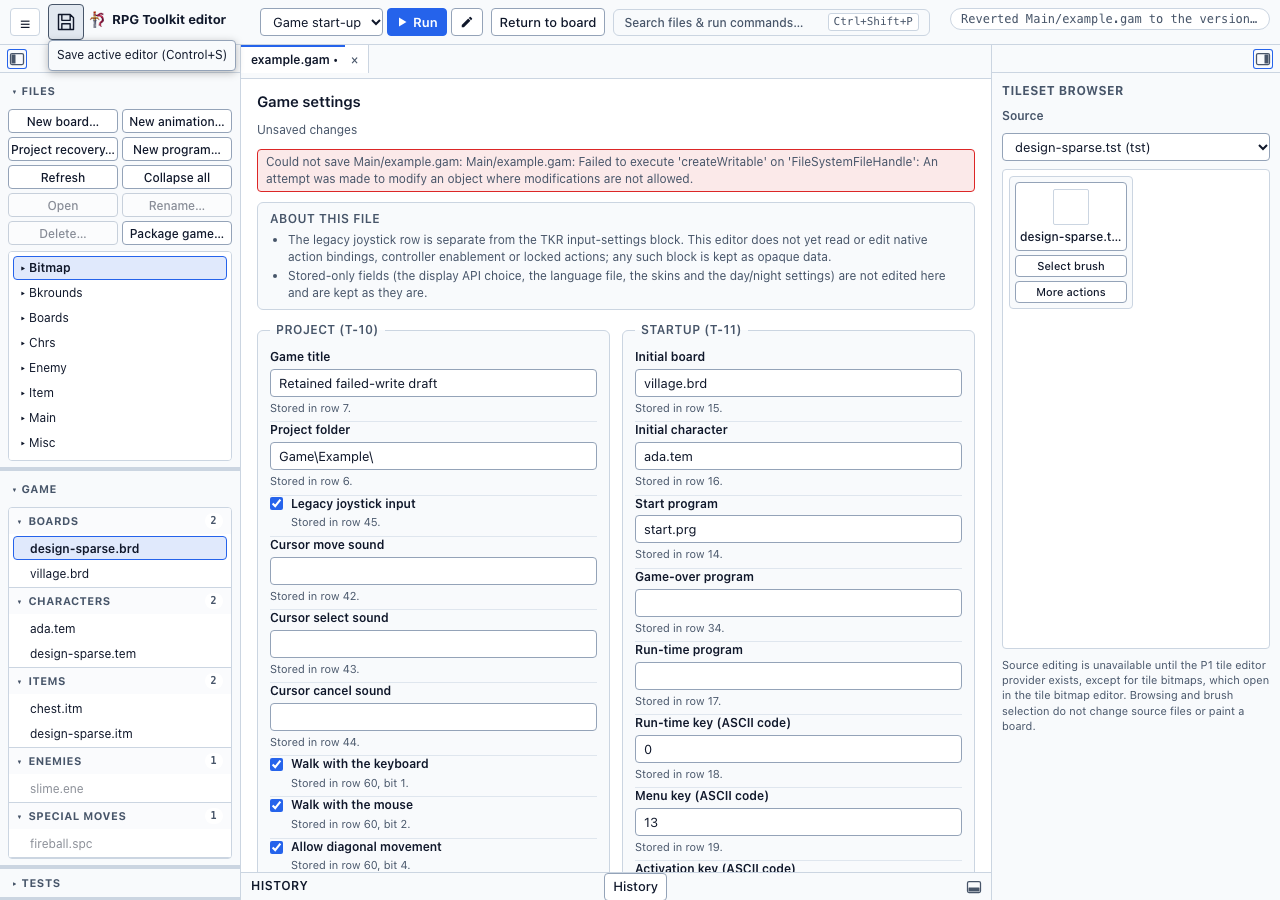 RPG Toolkit editor
Game start-up
Run
Return to board
Search files & run commands...
Ctrl+Shift+P
Reverted Main/example.gam to the version…
Save active editor (Control+S)
example.gam •
×
FILES
New board...
New animation...
Project recovery...
New program...
Refresh
Collapse all
Open
Rename...
Delete...
Package game...
Bitmap
Bkrounds
Boards
Chrs
Enemy
Item
Main
Misc
GAME
BOARDS 2
design-sparse.brd
village.brd
CHARACTERS 2
ada.tem
design-sparse.tem
ITEMS 2
chest.itm
design-sparse.itm
ENEMIES 1
slime.ene
SPECIAL MOVES 1
fireball.spc
TESTS
Game settings
Unsaved changes
Could not save Main/example.gam: Main/example.gam: Failed to execute 'createWritable' on 'FileSystemFileHandle': An
attempt was made to modify an object where modifications are not allowed.
ABOUT THIS FILE
• The legacy joystick row is separate from the TKR input-settings block. This editor does not yet read or edit native
action bindings, controller enablement or locked actions; any such block is kept as opaque data.
• Stored-only fields (the display API choice, the language file, the skins and the day/night settings) are not edited here
and are kept as they are.
PROJECT (T-10)
Game title
Retained failed-write draft
Stored in row 7.
Project folder
Game\Example\
Stored in row 6.
Legacy joystick input
Stored in row 45.
Cursor move sound
Stored in row 42.
Cursor select sound
Stored in row 43.
Cursor cancel sound
Stored in row 44.
Walk with the keyboard
Stored in row 60, bit 1.
Walk with the mouse
Stored in row 60, bit 2.
Allow diagonal movement
Stored in row 60, bit 4.
STARTUP (T-11)
Initial board
village.brd
Stored in row 15.
Initial character
ada.tem
Stored in row 16.
Start program
start.prg
Stored in row 14.
Game-over program
Stored in row 34.
Run-time program
Stored in row 17.
Run-time key (ASCII code)
0
Stored in row 18.
Menu key (ASCII code)
13
Stored in row 19.
Activation key (ASCII code)
HISTORY
History
TILESET BROWSER
Source
design-sparse.tst (tst)
design-sparse.t...
Select brush
More actions
Source editing is unavailable until the P1 tile editor
provider exists, except for tile bitmaps, which open
in the tile bitmap editor. Browsing and brush
selection do not change source files or paint a
board.